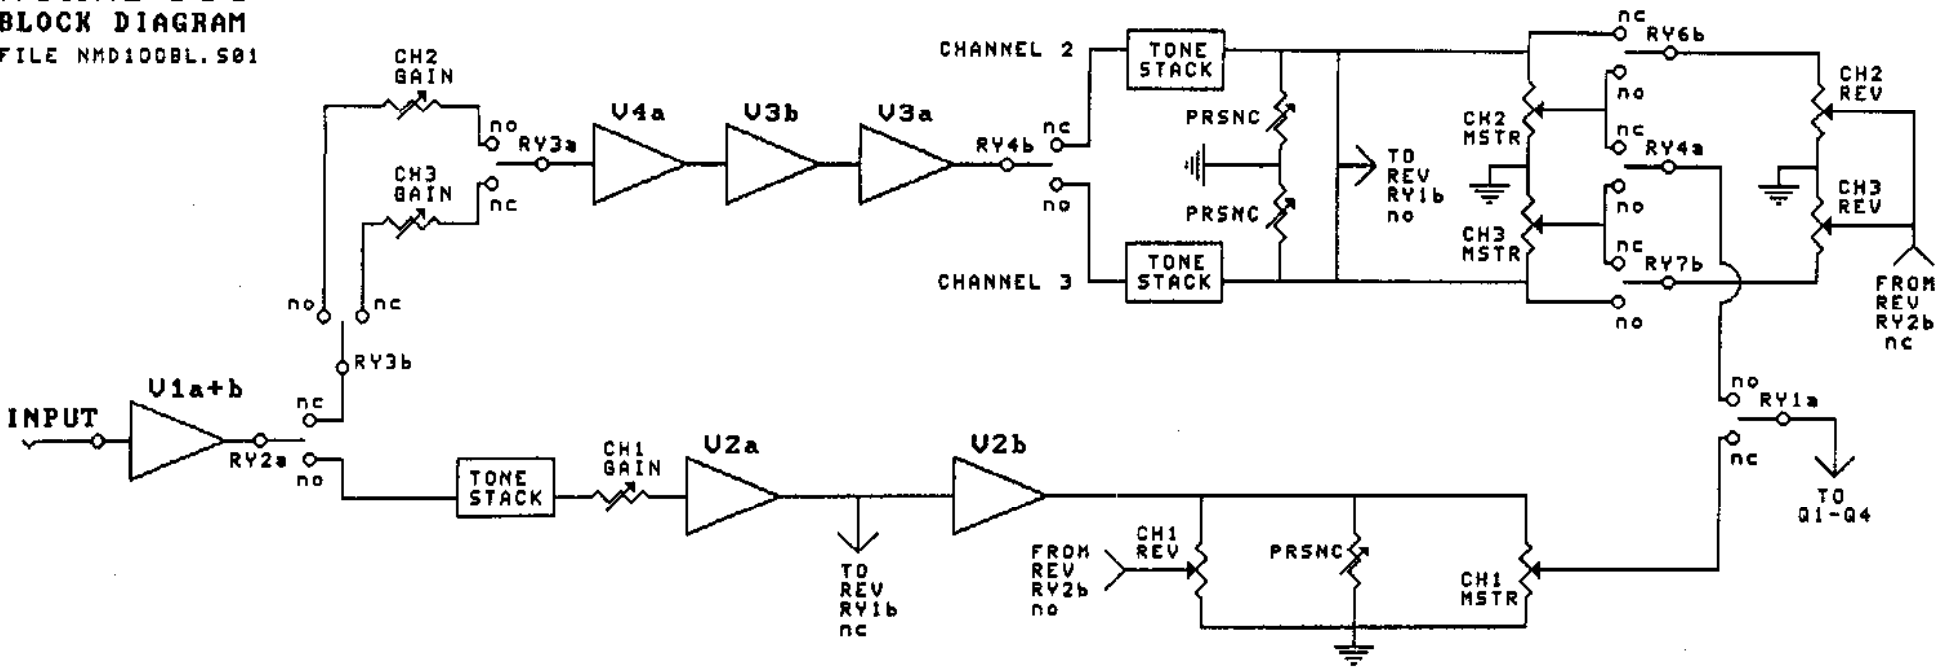 BLOCK DIAGRAM
FILE NMD100BL.S01
CH2
GAIN
no
RY3a
nc
CH3
GAIN
V4a
V3b
V3a
RY4b
nc
no
CHANNEL 2
TONE
STACK
PRSNC
PRSNC
TO
REV
RY1b
no
CHANNEL 3
TONE
STACK
CH2
MSTR
CH3
MSTR
nc
RY6b
no
nc
RY4a
no
nc
RY7b
no
CH2
REV
CH3
REV
FROM
REV
RY2b
nc
no
nc
RY3b
INPUT
V1a+b
RY2a
nc
no
TONE
STACK
CH1
GAIN
V2a
TO
REV
RY1b
nc
V2b
FROM
REV
RY2b
no
CH1
REV
PRSNC
CH1
MSTR
no
RY1a
nc
TO
Q1-Q4